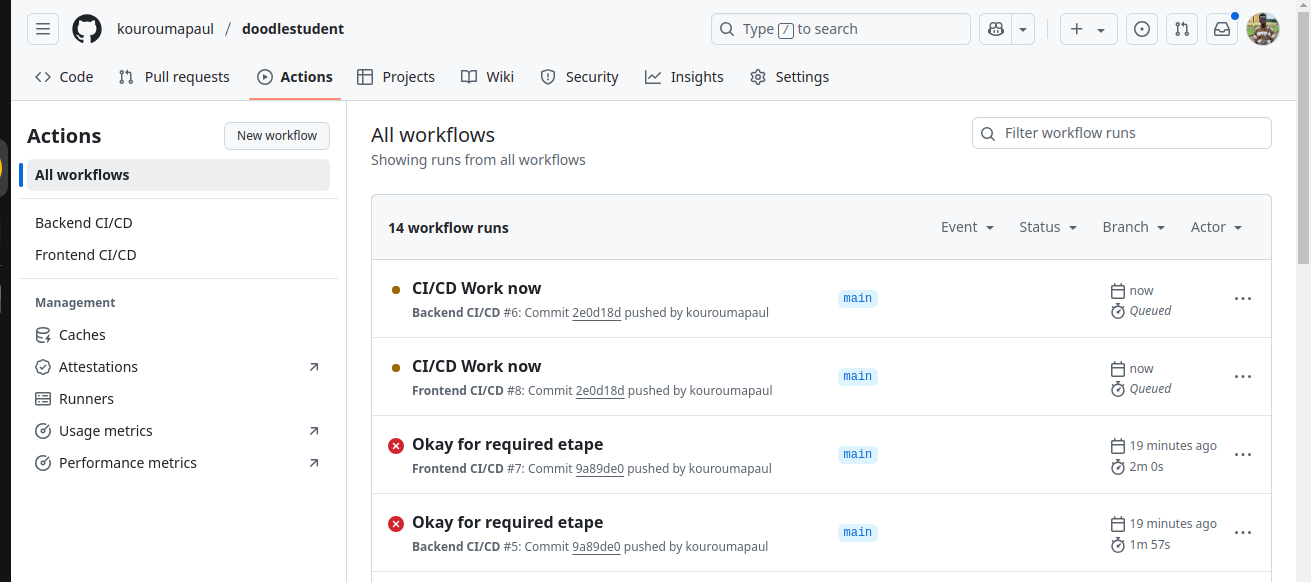 kouroumapaul / doodlestudent
Type / to search
Code Pull requests Actions Projects Wiki Security Insights Settings
Actions
New workflow
All workflows
Backend CI/CD
Frontend CI/CD
Management
Caches
Attestations
Runners
Usage metrics
Performance metrics
All workflows
Showing runs from all workflows
Filter workflow runs
14 workflow runs
Event Status Branch Actor
CI/CD Work now
Backend CI/CD #6: Commit 2e0d18d pushed by kouroumapaul
main
now
Queued
CI/CD Work now
Frontend CI/CD #8: Commit 2e0d18d pushed by kouroumapaul
main
now
Queued
Okay for required etape
Frontend CI/CD #7: Commit 9a89de0 pushed by kouroumapaul
main
19 minutes ago
2m 0s
Okay for required etape
Backend CI/CD #5: Commit 9a89de0 pushed by kouroumapaul
main
19 minutes ago
1m 57s